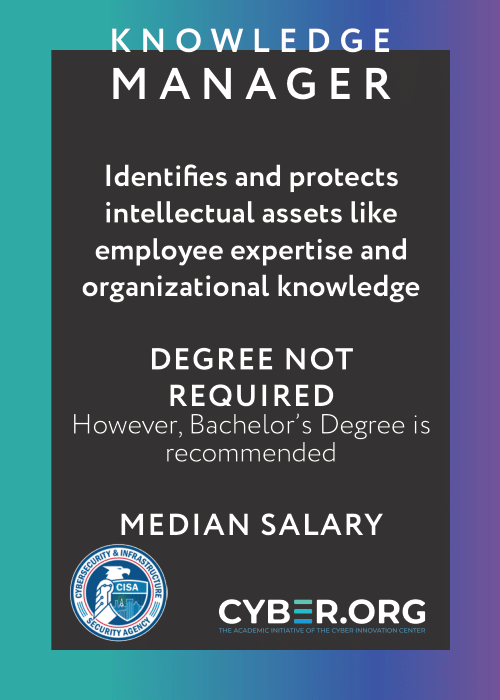 KNOWLEDGE
MANAGER
Identifies and protects
intellectual assets like
employee expertise and
organizational knowledge
DEGREE NOT
REQUIRED
However, Bachelor's Degree is
recommended
MEDIAN SALARY
CYBERSECURITY & INFRASTRUCTURE
CISA
SECURITY AGENCY
CYBER.ORG
THE ACADEMIC INITIATIVE OF THE CYBER INNOVATION CENTER